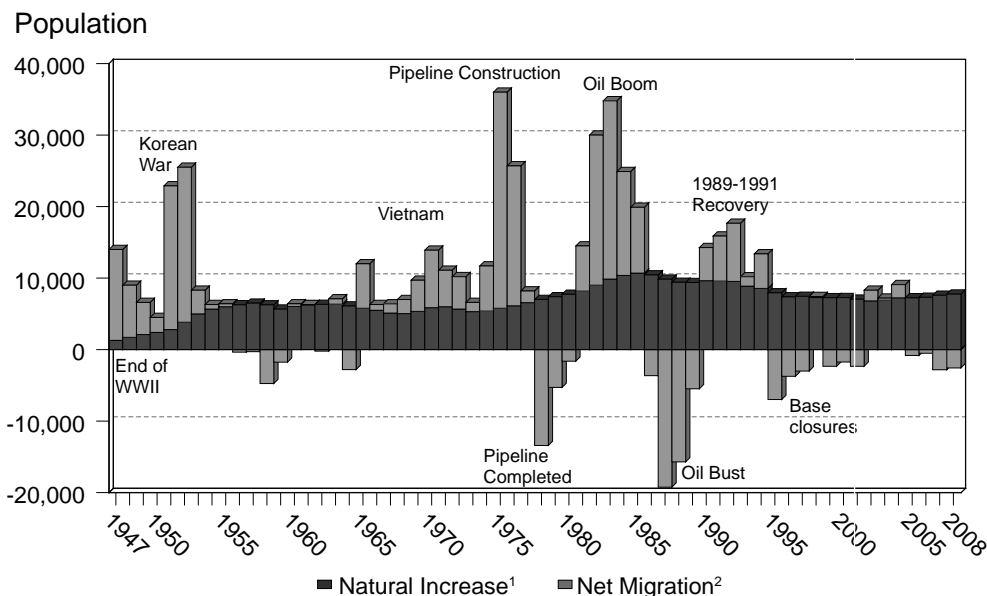 Population
40,000
30,000
20,000
10,000
0
-10,000
-20,000
Pipeline Construction
Oil Boom
Korean
War
1989-1991
Recovery
Vietnam
End of
WWII
Base
closures
Pipeline
Completed
Oil Bust
1947
1950
1955
1960
1965
1970
1975
1980
1985
1990
1995
2000
2005
2008
Natural Increase¹ Net Migration²